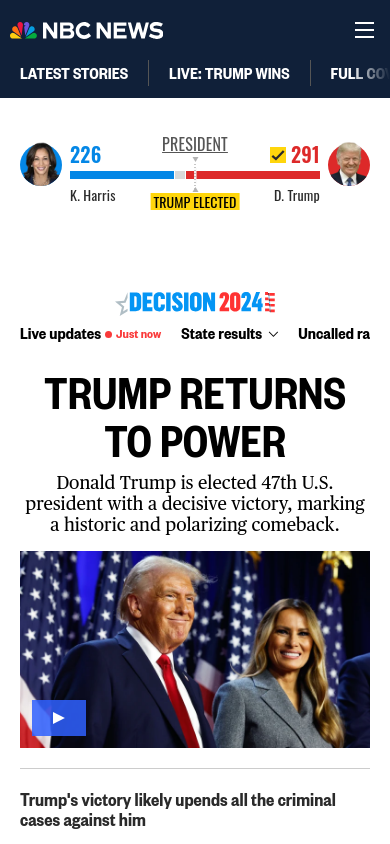 NBC NEWS
LATEST STORIES
LIVE: TRUMP WINS
FULL CO
PRESIDENT
226
291
K. Harris
D. Trump
TRUMP ELECTED
DECISION 2024
Live updates
Just now
State results
Uncalled ra
TRUMP RETURNS
TO POWER
Donald Trump is elected 47th U.S.
president with a decisive victory, marking
a historic and polarizing comeback.
Trump's victory likely upends all the criminal
cases against him